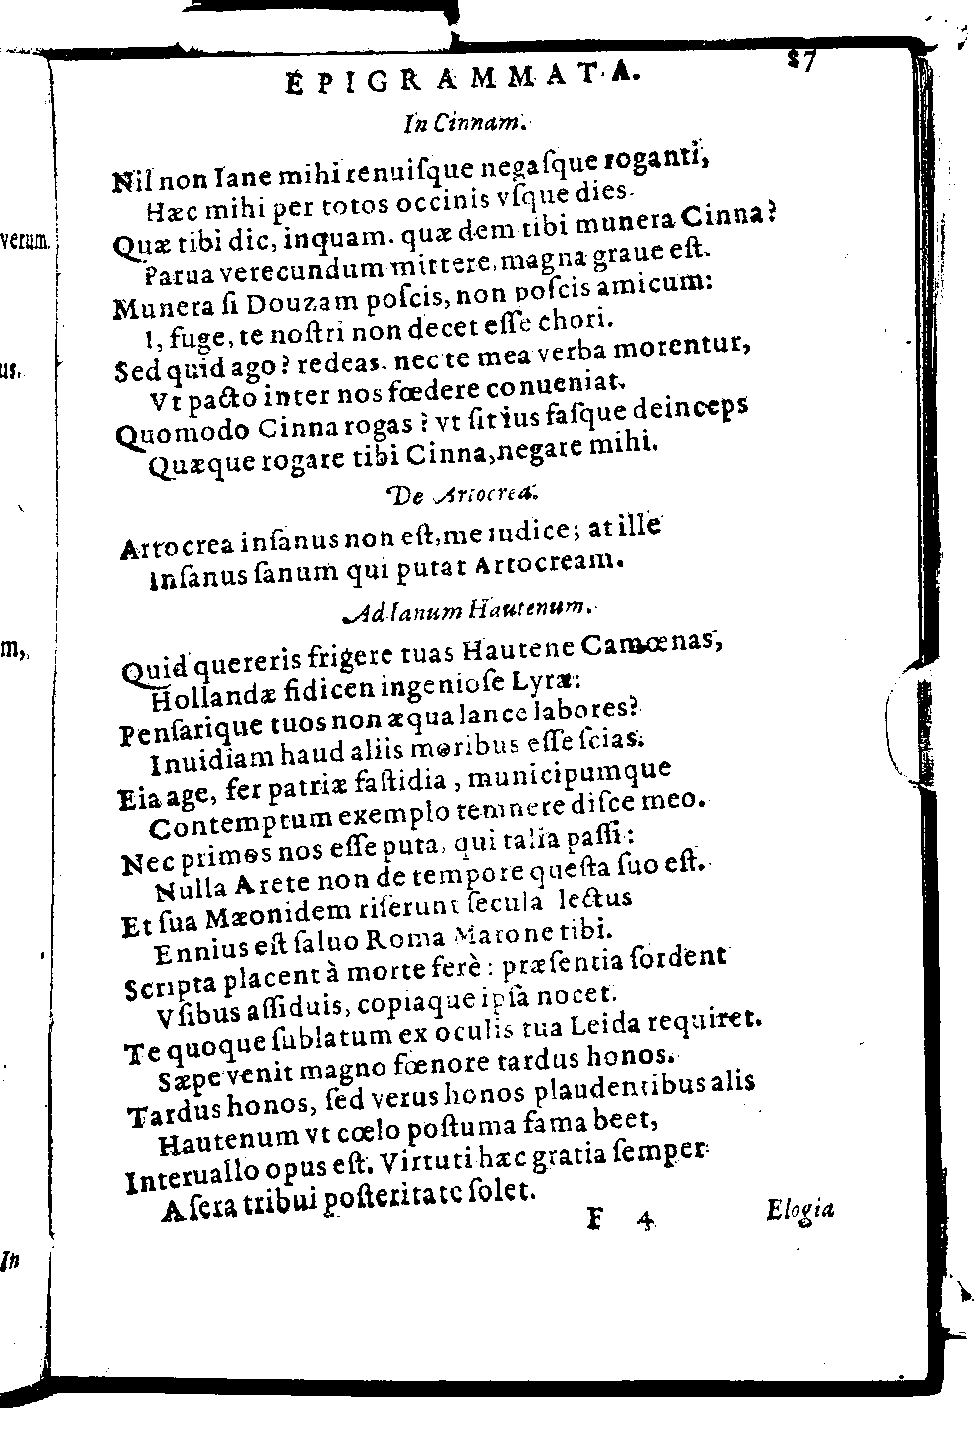 EPIGRAMMATA. 87
In Cinnam.
Nil non Iane mihi renuiſque negaſque roganti,
Hæc mihi per totos occinis vſque dies.
verum.
Quæ tibi dic, inquam. quæ dem tibi munera Cinna?
Parua verecundum mittere, magna graue eſt.
Munera ſi Douzam poſcis, non poſcis amicum:
I, fuge, te noſtri non decet eſſe chori.
us.
Sed quid ago? redeas. nec te mea verba morentur,
Vt pacto inter nos fœdere conueniat.
Quomodo Cinna rogas? vt ſit ius faſque deinceps
Quæque rogare tibi Cinna, negare mihi.
De Artocrea.
Artocrea inſanus non eſt, me iudice; at ille
Inſanus ſanum qui putat Artocream.
Ad Ianum Hautenum.
m,
Quid quereris frigere tuas Hautene Camœnas,
Hollandæ fidicen ingenioſe Lyræ:
Penſarique tuos non æqua lance labores?
Inuidiam haud aliis moribus eſſe ſcias.
Eia age, fer patriæ faſtidia, municipumque
Contemptum exemplo temnere diſce meo.
Nec primos nos eſſe puta, qui talia paſſi:
Nulla Arete non de tempore queſta ſuo eſt.
Et ſua Mæonidem riſerunt ſecula lectus
Ennius eſt ſaluo Roma Marone tibi.
Scripta placent à morte ferè: præſentia ſordent
Vſibus aſſiduis, copiaque ipſa nocet.
Te quoque ſublatum ex oculis tua Leida requiret.
Sæpe venit magno fœnore tardus honos.
Tardus honos, ſed verus honos plaudentibus alis
Hautenum vt cœlo poſtuma fama beet,
Interuallo opus eſt. Virtuti hæc gratia ſemper
A ſera tribui poſteritate ſolet.
F 4 Elogia
In